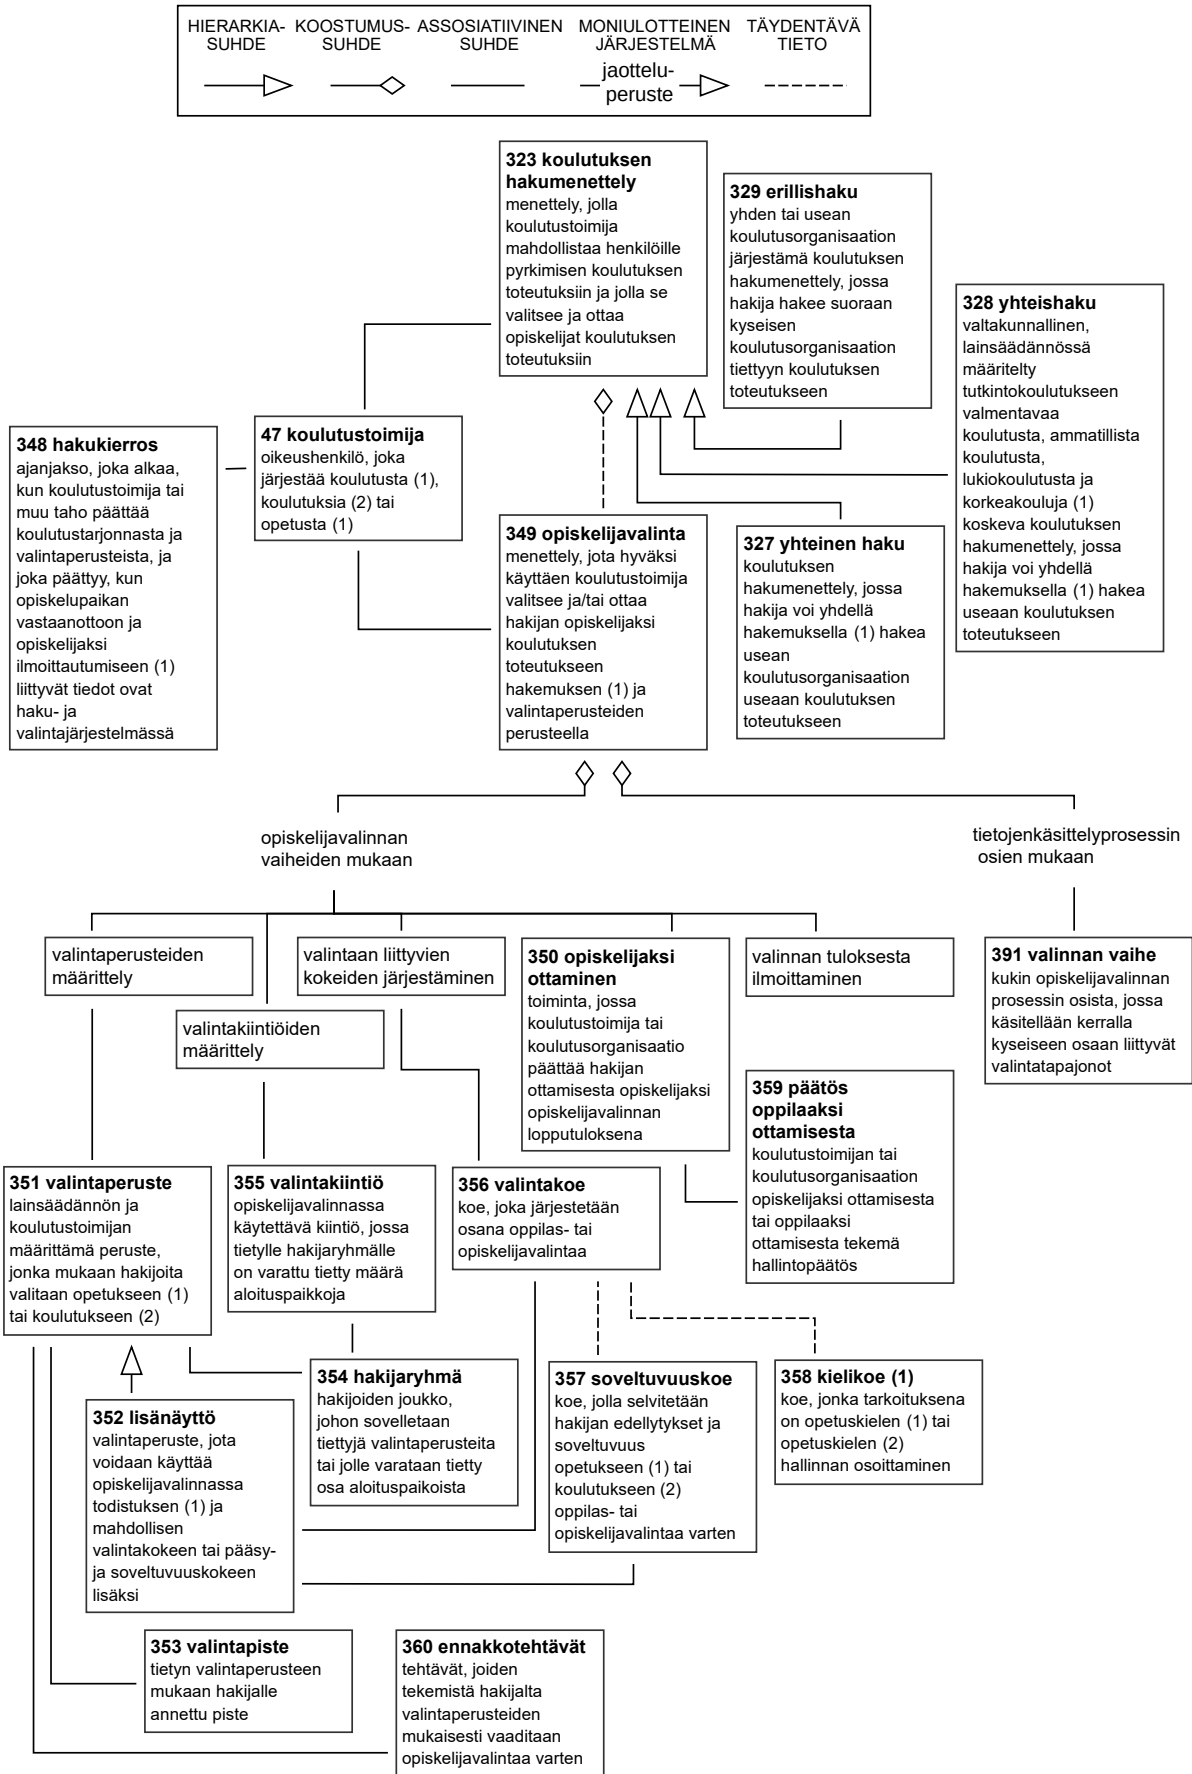 HIERARKIA-
SUHDE
KOOSTUMUS-
SUHDE
ASSOSIATIIVINEN
SUHDE
MONIULOTTEINEN
JÄRJESTELMÄ
TÄYDENTÄVÄ
TIETO
jaottelu-
peruste
323 koulutuksen
hakumenettely
menettely, jolla
koulutustoimija
mahdollistaa henkilöille
pyrkimisen koulutuksen
toteutuksiin ja jolla se
valitsee ja ottaa
opiskelijat koulutuksen
toteutuksiin
329 erillishaku
yhden tai usean
koulutusorganisaation
järjestämä koulutuksen
hakumenettely, jossa
hakija hakee suoraan
kyseisen
koulutusorganisaation
tiettyyn koulutuksen
toteutukseen
328 yhteishaku
valtakunnallinen,
lainsäädännössä
määritelty
tutkintokoulutukseen
valmentavaa
koulutusta, ammatillista
koulutusta,
lukiokoulutusta ja
korkeakouluja (1)
koskeva koulutuksen
hakumenettely, jossa
hakija voi yhdellä
hakemuksella (1) hakea
useaan koulutuksen
toteutukseen
348 hakukierros
ajanjakso, joka alkaa,
kun koulutustoimija tai
muu taho päättää
koulutustarjonnasta ja
valintaperusteista, ja
joka päättyy, kun
opiskelupaikan
vastaanottoon ja
opiskelijaksi
ilmoittautumiseen (1)
liittyvät tiedot ovat
haku- ja
valintajärjestelmässä
47 koulutustoimija
oikeushenkilö, joka
järjestää koulutusta (1),
koulutuksia (2) tai
opetusta (1)
349 opiskelijavalinta
menettely, jota hyväksi
käyttäen koulutustoimija
valitsee ja/tai ottaa
hakijan opiskelijaksi
koulutuksen
toteutukseen
hakemuksen (1) ja
valintaperusteiden
perusteella
327 yhteinen haku
koulutuksen
hakumenettely, jossa
hakija voi yhdellä
hakemuksella (1) hakea
usean
koulutusorganisaation
useaan koulutuksen
toteutukseen
opiskelijavalinnan
vaiheiden mukaan
tietojenkäsittelyprosessin
osien mukaan
valintaperusteiden
määrittely
valintakiintiöiden
määrittely
valintaan liittyvien
kokeiden järjestäminen
350 opiskelijaksi
ottaminen
toiminta, jossa
koulutustoimija tai
koulutusorganisaatio
päättää hakijan
ottamisesta opiskelijaksi
opiskelijavalinnan
lopputuloksena
valinnan tuloksesta
ilmoittaminen
391 valinnan vaihe
kukin opiskelijavalinnan
prosessin osista, jossa
käsitellään kerralla
kyseiseen osaan liittyvät
valintatapajonot
359 päätös
oppilaaksi
ottamisesta
koulutustoimijan tai
koulutusorganisaation
opiskelijaksi ottamisesta
tai oppilaaksi
ottamisesta tekemä
hallintopäätös
351 valintaperuste
lainsäädännön ja
koulutustoimijan
määrittämä peruste,
jonka mukaan hakijoita
valitaan opetukseen (1)
tai koulutukseen (2)
355 valintakiintiö
opiskelijavalinnassa
käytettävä kiintiö, jossa
tietylle hakijaryhmälle
on varattu tietty määrä
aloituspaikkoja
356 valintakoe
koe, joka järjestetään
osana oppilas- tai
opiskelijavalintaa
352 lisänäyttö
valintaperuste, jota
voidaan käyttää
opiskelijavalinnassa
todistuksen (1) ja
mahdollisen
valintakokeen tai pääsy-
ja soveltuvuuskokeen
lisäksi
354 hakijaryhmä
hakijoiden joukko,
johon sovelletaan
tiettyjä valintaperusteita
tai jolle varataan tietty
osa aloituspaikoista
357 soveltuvuuskoe
koe, jolla selvitetään
hakijan edellytykset ja
soveltuvuus
opetukseen (1) tai
koulutukseen (2)
oppilas- tai
opiskelijavalintaa varten
358 kielikoe (1)
koe, jonka tarkoituksena
on opetuskielen (1) tai
opetuskielen (2)
hallinnan osoittaminen
353 valintapiste
tietyn valintaperusteen
mukaan hakijalle
annettu piste
360 ennakkotehtävät
tehtävät, joiden
tekemistä hakijalta
valintaperusteiden
mukaisesti vaaditaan
opiskelijavalintaa varten